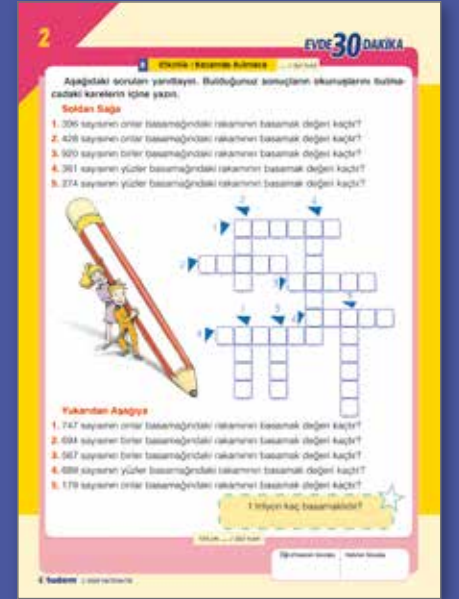 2
EVDE 30 DAKİKA
Aşağıdaki soruları yanıtlayın. Bulduğunuz sonuçların okunuşlarını bulma-
cadaki karelerin içine yazın.
Soldan Sağa
1. 396 sayısının onlar basamağındaki rakamının basamak değeri kaçtır?
2. 428 sayısının onlar basamağındaki rakamının basamak değeri kaçtır?
3. 920 sayısının birler basamağındaki rakamının basamak değeri kaçtır?
4. 361 sayısının yüzler basamağındaki rakamının basamak değeri kaçtır?
5. 274 sayısının yüzler basamağındaki rakamının basamak değeri kaçtır?
Yukarıdan Aşağıya
1. 747 sayısının onlar basamağındaki rakamının basamak değeri kaçtır?
2. 694 sayısının birler basamağındaki rakamının basamak değeri kaçtır?
3. 567 sayısının birler basamağındaki rakamının basamak değeri kaçtır?
4. 689 sayısının yüzler basamağındaki rakamının basamak değeri kaçtır?
5. 179 sayısının onlar basamağındaki rakamının basamak değeri kaçtır?
1 trilyon kaç basamaklıdır?
tudem